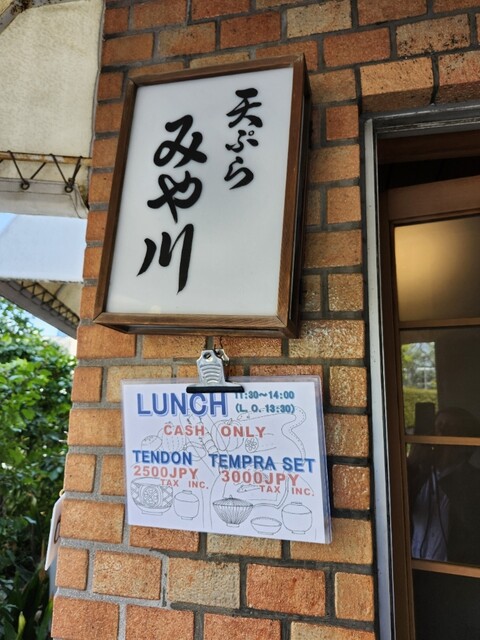 天ぷら
みや川
LUNCH 11:30～14:00
(L.O. 13:30)
CASH ONLY
TENDON TEMPRA SET
2500JPY 3000JPY
TAX INC. TAX INC.